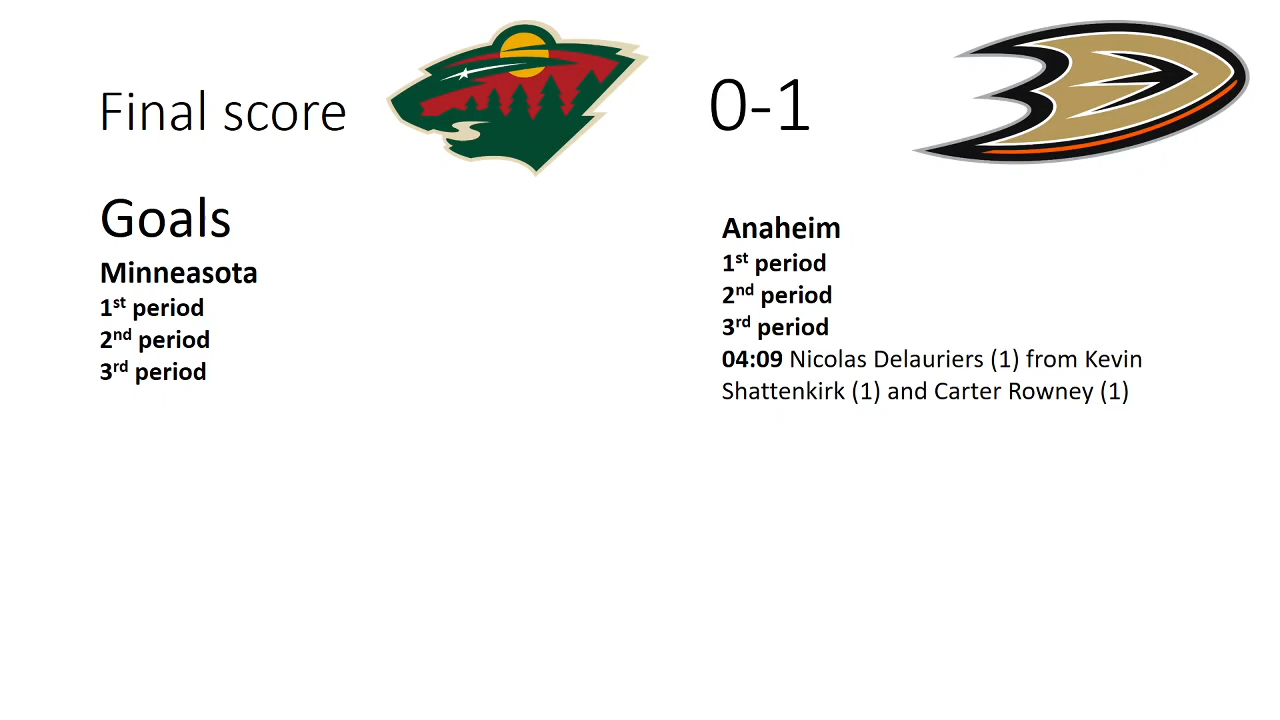 Final score
0-1
Goals
Minneasota
1st period
2nd period
3rd period
Anaheim
1st period
2nd period
3rd period
04:09 Nicolas Delauriers (1) from Kevin
Shattenkirk (1) and Carter Rowney (1)